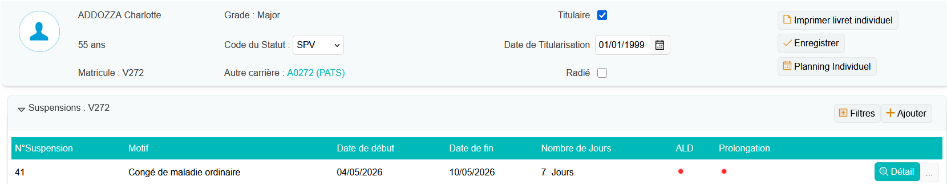 ADDOZZA Charlotte Grade : Major Titulaire
Imprimer livret individuel
55 ans Code du Statut : SPV Date de Titularisation 01/01/1999
Enregistrer
Matricule : V272 Autre carrière : A0272 (PATS) Radié
Planning Individuel
Suspensions : V272 Filtres Ajouter
N°Suspension Motif Date de début Date de fin Nombre de Jours ALD Prolongation
41 Congé de maladie ordinaire 04/05/2026 10/05/2026 7 Jours Détail ...